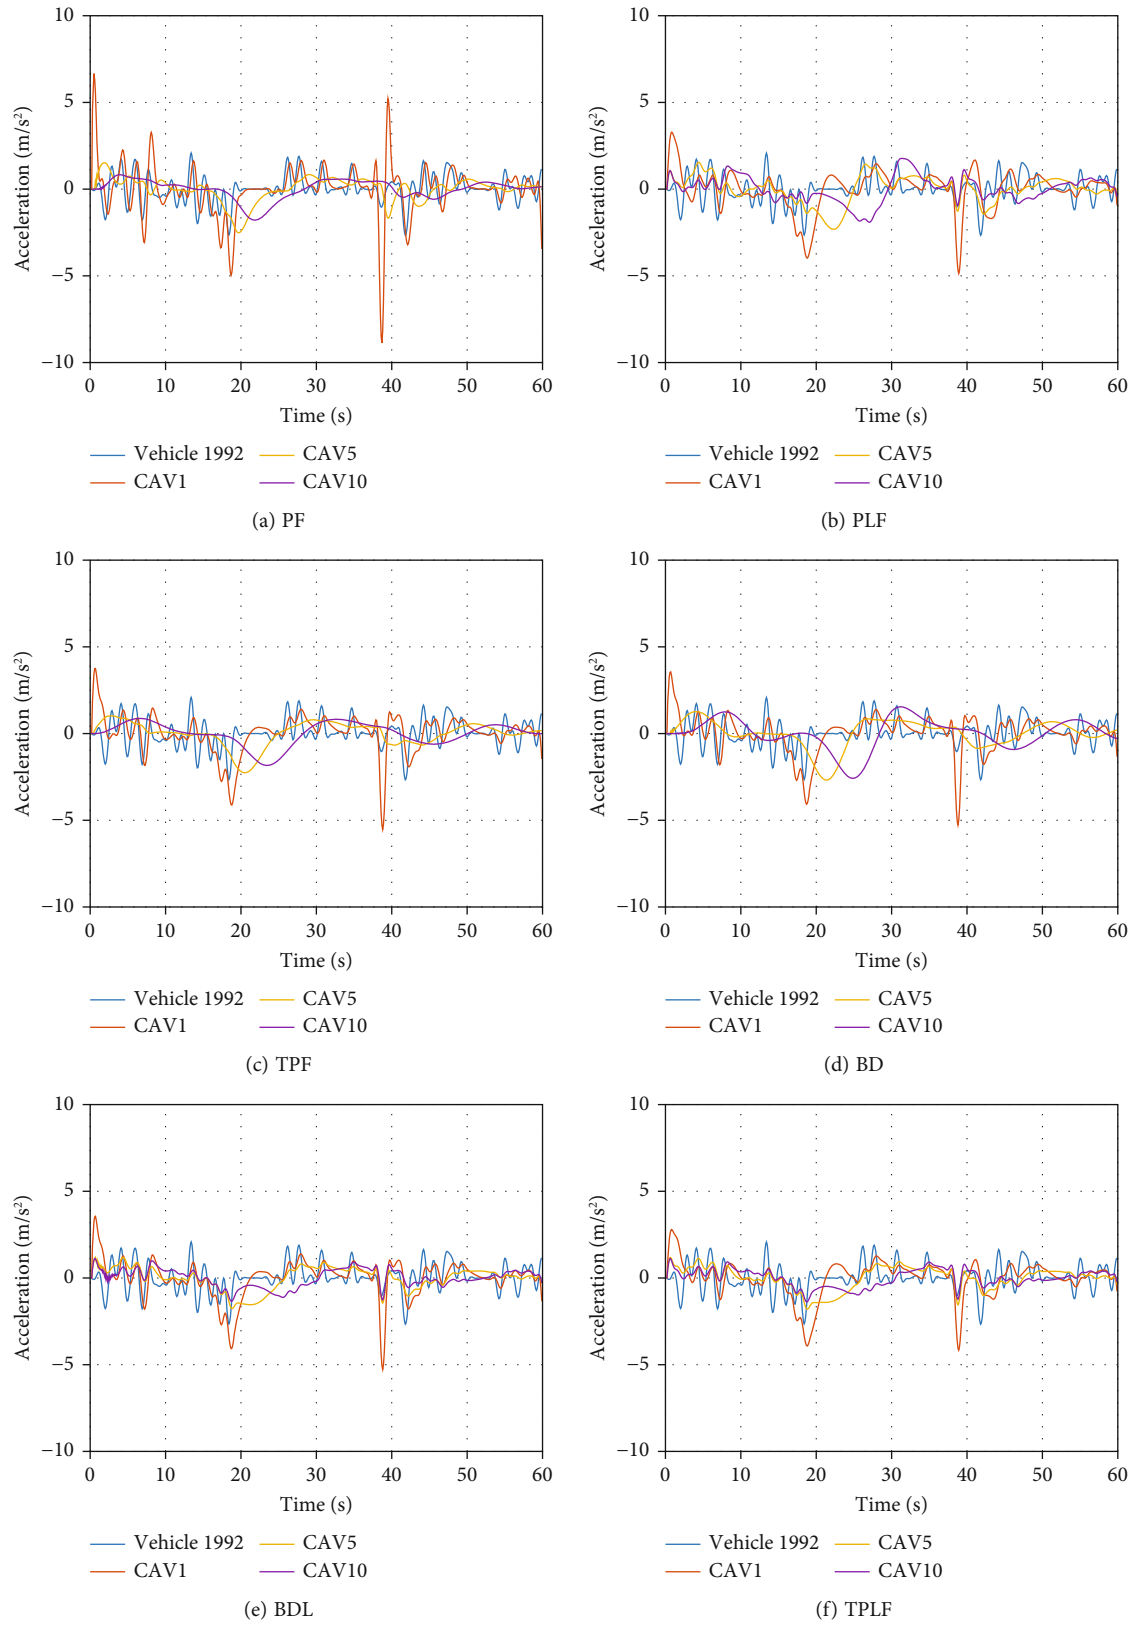 10
5
0
−5
−10
Acceleration (m/s²)
0 10 20 30 40 50 60
Time (s)
Vehicle 1992 CAV5
CAV1 CAV10
(a) PF
10
5
0
−5
−10
Acceleration (m/s²)
0 10 20 30 40 50 60
Time (s)
Vehicle 1992 CAV5
CAV1 CAV10
(b) PLF
10
5
0
−5
−10
Acceleration (m/s²)
0 10 20 30 40 50 60
Time (s)
Vehicle 1992 CAV5
CAV1 CAV10
(c) TPF
10
5
0
−5
−10
Acceleration (m/s²)
0 10 20 30 40 50 60
Time (s)
Vehicle 1992 CAV5
CAV1 CAV10
(d) BD
10
5
0
−5
−10
Acceleration (m/s²)
0 10 20 30 40 50 60
Time (s)
Vehicle 1992 CAV5
CAV1 CAV10
(e) BDL
10
5
0
−5
−10
Acceleration (m/s²)
0 10 20 30 40 50 60
Time (s)
Vehicle 1992 CAV5
CAV1 CAV10
(f) TPLF